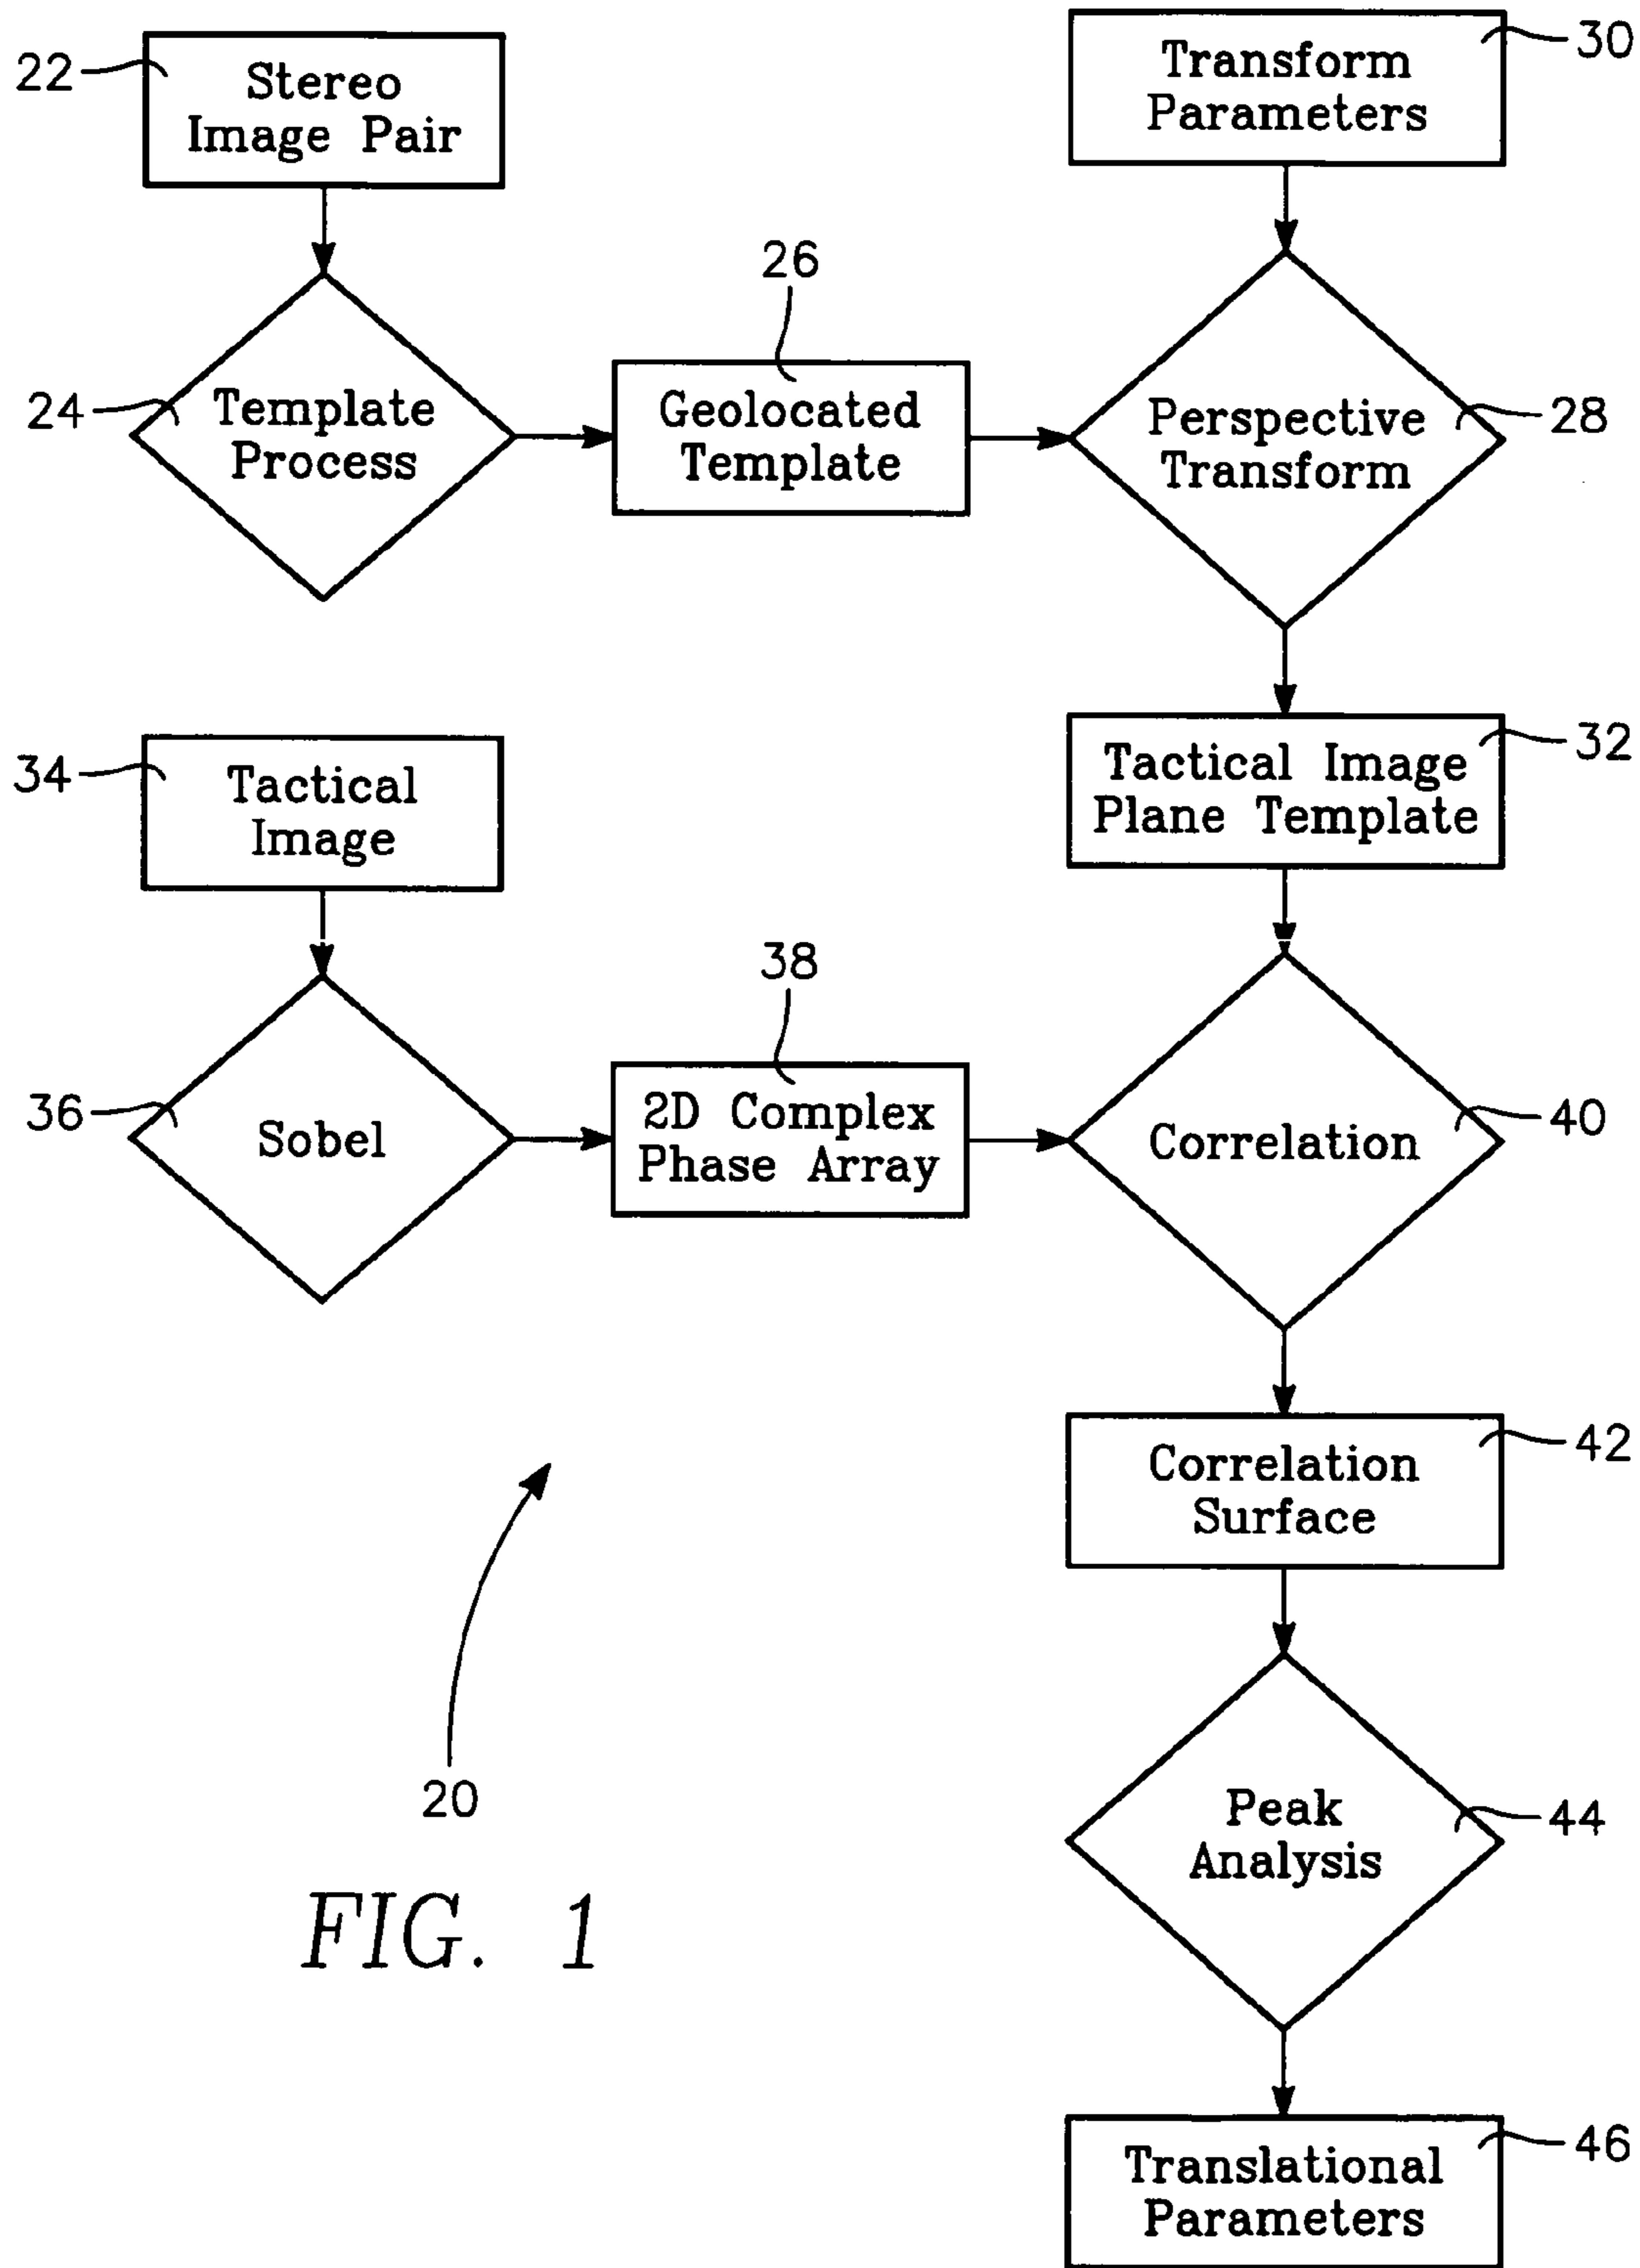 22
Stereo
Image Pair
Transform
Parameters
30
24
Template
Process
26
Geolocated
Template
Perspective
Transform
28
34
Tactical
Image
Tactical Image
Plane Template
32
36
Sobel
38
2D Complex
Phase Array
Correlation
40
Correlation
Surface
42
20
Peak
Analysis
44
FIG. 1
Translational
Parameters
46